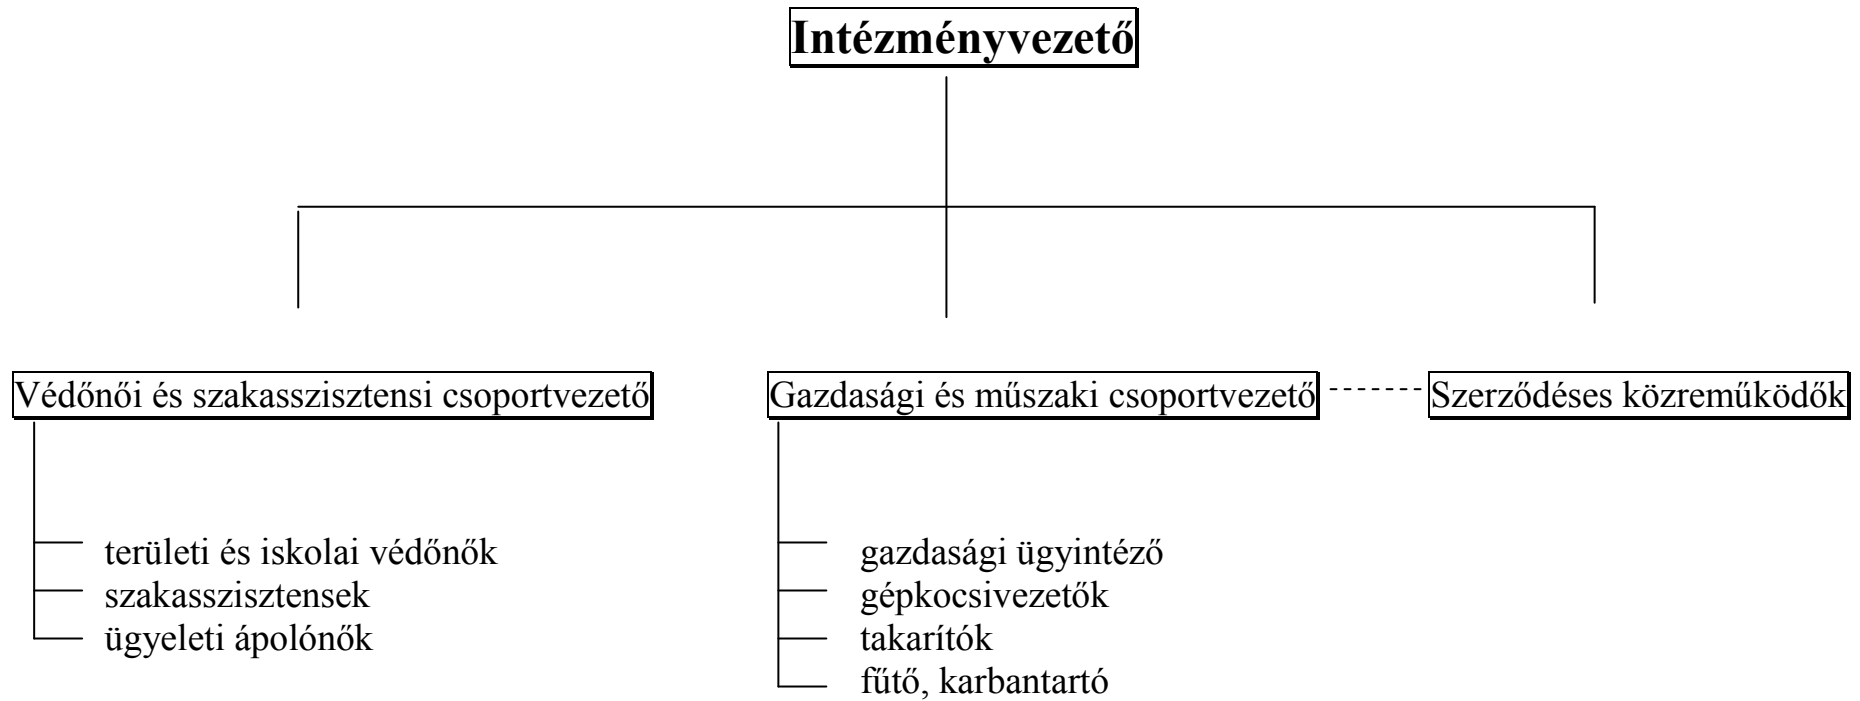 Intézményvezető
Védőnői és szakasszisztensi csoportvezető
Gazdasági és műszaki csoportvezető
Szerződéses közreműködők
területi és iskolai védőnők
szakasszisztensek
ügyeleti ápolónők
gazdasági ügyintéző
gépkocsivezetők
takarítók
fűtő, karbantartó